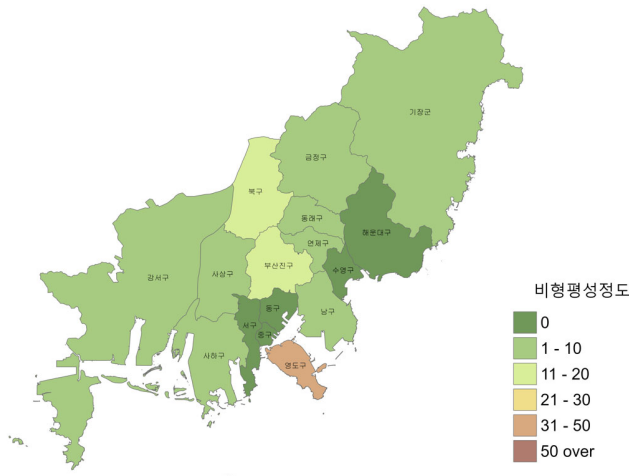 기장군
금정구
북구
동래구
해운대구
연제구
부산진구
수영구
강서구
사상구
동구
남구
서구
중구
사하구
영도구
비형평성정도
0
1 - 10
11 - 20
21 - 30
31 - 50
50 over